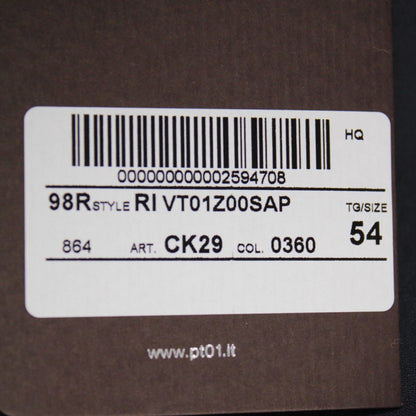 HQ
000000000002594708
98R STYLE RI VT01Z00SAP TG/SIZE
864 ART. CK29 COL. 0360 54
www.pt01.it